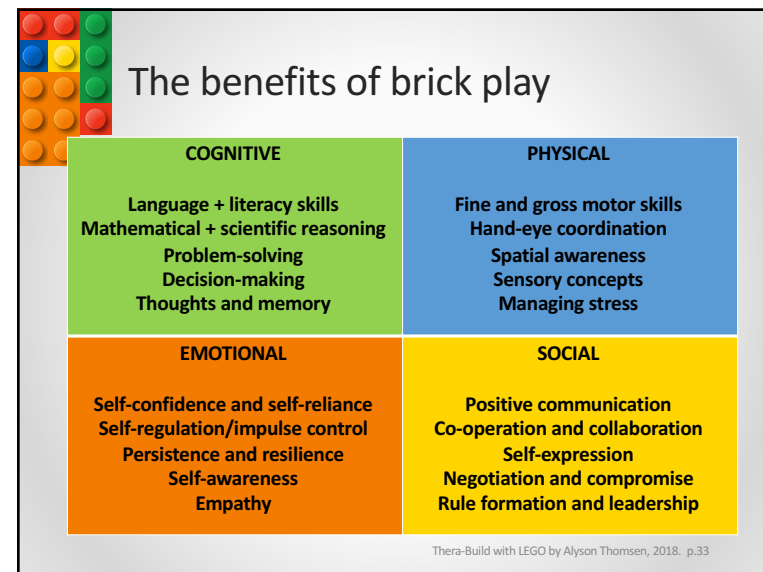 The benefits of brick play
COGNITIVE
Language + literacy skills
Mathematical + scientific reasoning
Problem-solving
Decision-making
Thoughts and memory
PHYSICAL
Fine and gross motor skills
Hand-eye coordination
Spatial awareness
Sensory concepts
Managing stress
EMOTIONAL
Self-confidence and self-reliance
Self-regulation/impulse control
Persistence and resilience
Self-awareness
Empathy
SOCIAL
Positive communication
Co-operation and collaboration
Self-expression
Negotiation and compromise
Rule formation and leadership
Thera-Build with LEGO by Alyson Thomsen, 2018. p.33